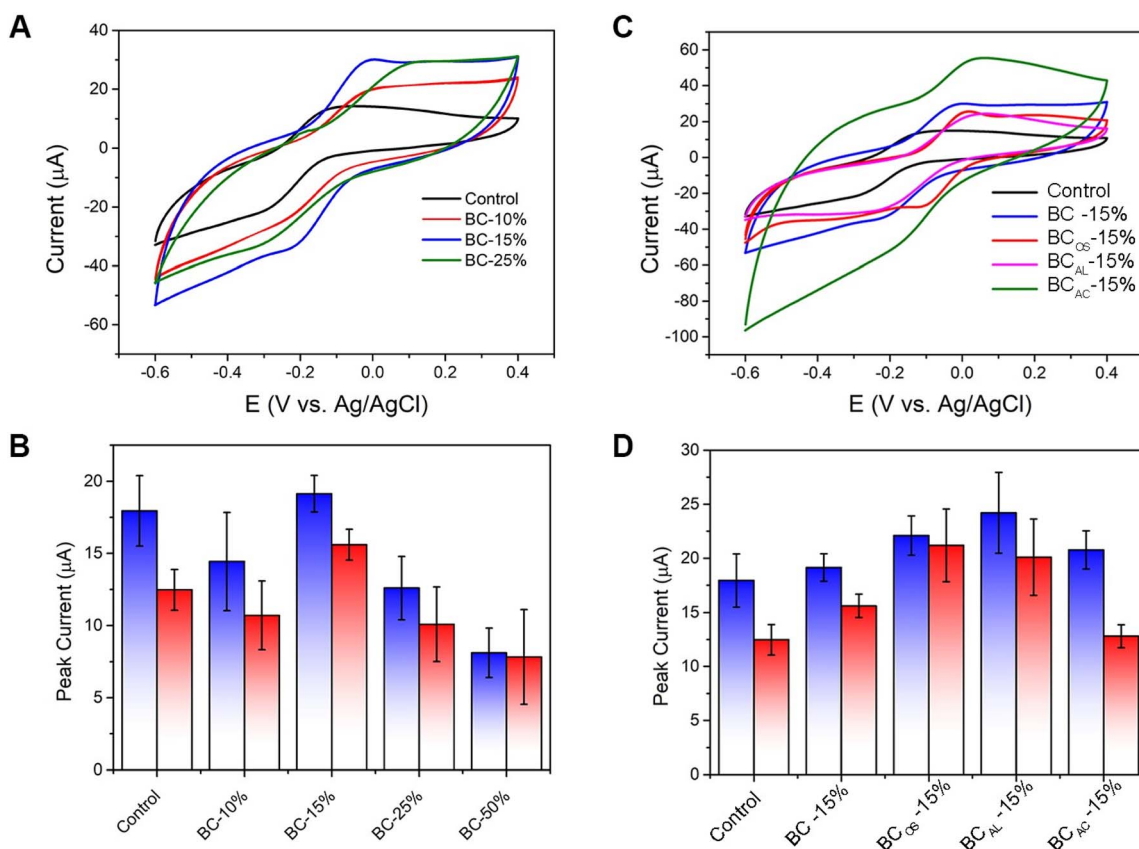 A
Current (µA)
40
20
0
-20
-40
-60
-0.6
-0.4
-0.2
0.0
0.2
0.4
E (V vs. Ag/AgCl)
Control
BC-10%
BC-15%
BC-25%
C
Current (µA)
60
40
20
0
-20
-40
-60
-80
-100
-0.6
-0.4
-0.2
0.0
0.2
0.4
E (V vs. Ag/AgCl)
Control
BC -15%
BCOS -15%
BCAL -15%
BCAC -15%
B
Peak Current (µA)
20
15
10
5
0
Control
BC-10%
BC-15%
BC-25%
BC-50%
D
Peak Current (µA)
30
25
20
15
10
5
0
Control
BC -15%
BCOS -15%
BCAL -15%
BCAC -15%